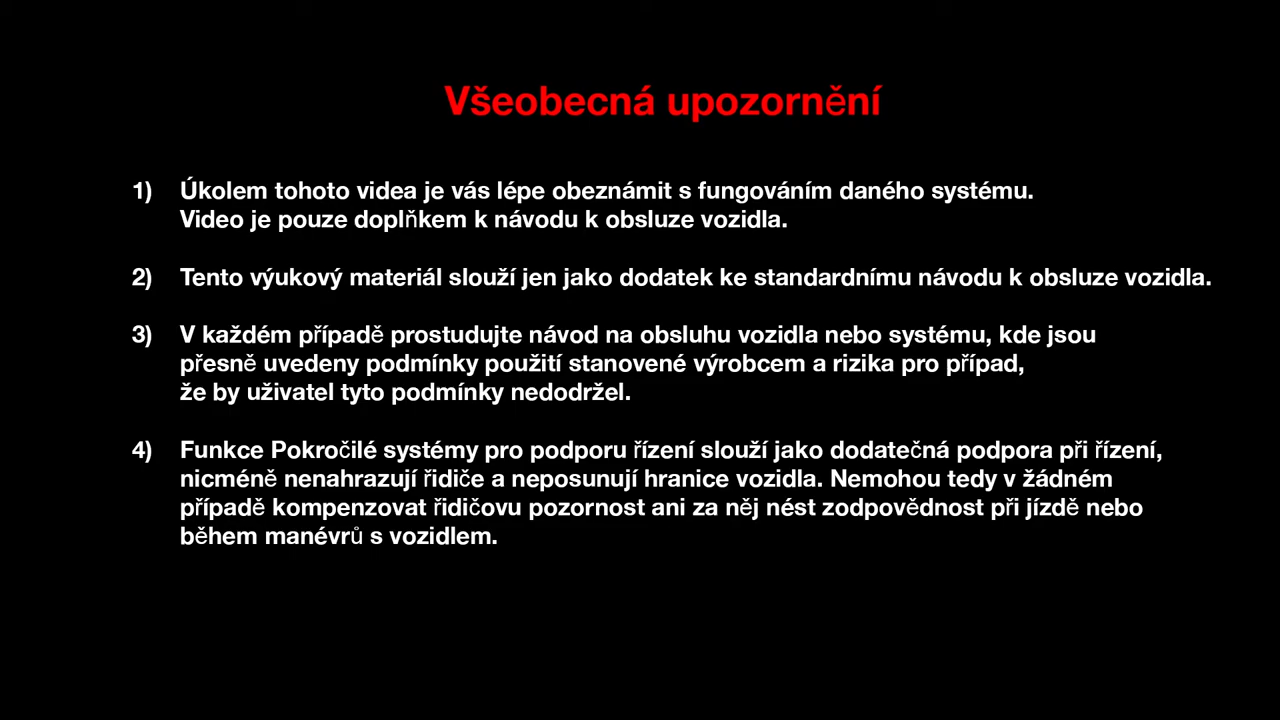 Všeobecná upozornění
1) Úkolem tohoto videa je vás lépe obeznámit s fungováním daného systému.
Video je pouze doplňkem k návodu k obsluze vozidla.
2) Tento výukový materiál slouží jen jako dodatek ke standardnímu návodu k obsluze vozidla.
3) V každém případě prostudujte návod na obsluhu vozidla nebo systému, kde jsou
přesně uvedeny podmínky použití stanovené výrobcem a rizika pro případ,
že by uživatel tyto podmínky nedodržel.
4) Funkce Pokročilé systémy pro podporu řízení slouží jako dodatečná podpora při řízení,
nicméně nenahrazují řidiče a neposunují hranice vozidla. Nemohou tedy v žádném
případě kompenzovat řidičovu pozornost ani za něj nést zodpovědnost při jízdě nebo
během manévrů s vozidlem.